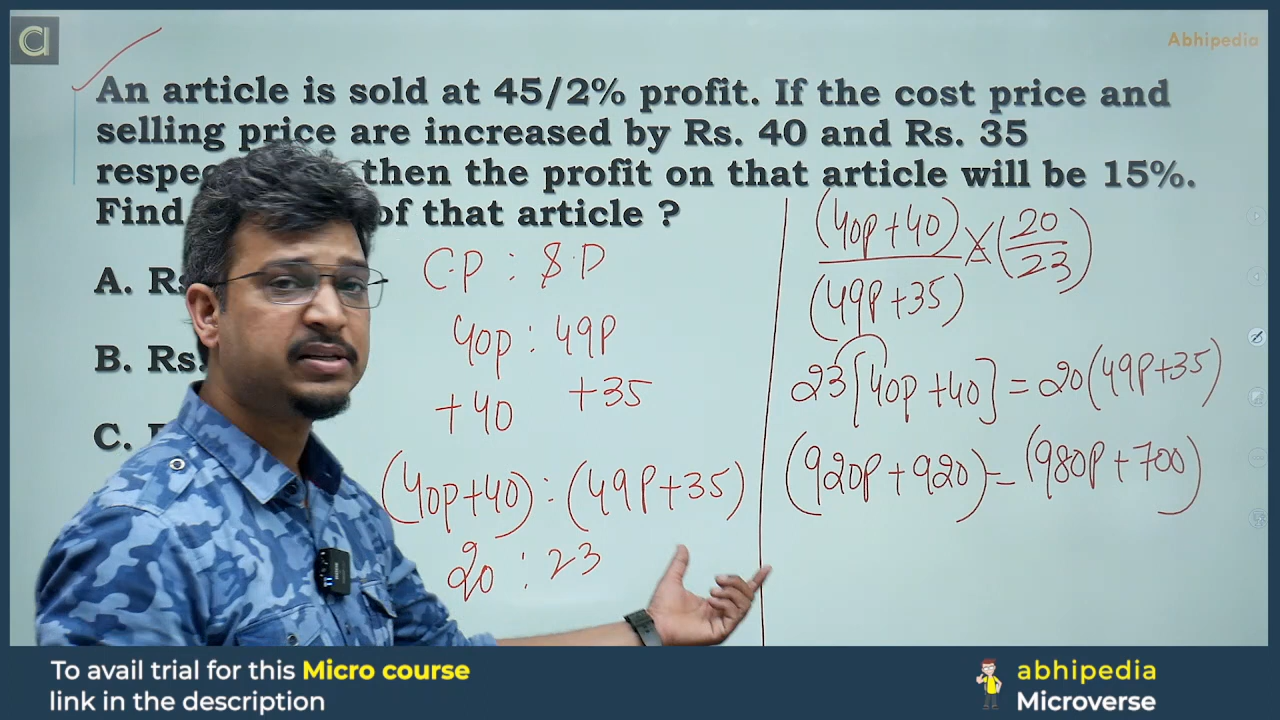 Abhipedia
An article is sold at 45/2% profit. If the cost price and
selling price are increased by Rs. 40 and Rs. 35
then the profit on that article will be 15%.
Find of that article ?
A.
B. Rs.
C.
C.P : S.P
40p : 49p
+40 +35
(40p+40) : (49p+35)
20 : 23
(40p+40) / (49p+35) × (20/23)
23[40p+40] = 20(49p+35)
(920p+920) = (980p+700)
To avail trial for this Micro course
link in the description
abhipedia
Microverse